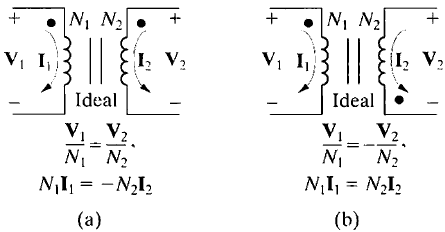 + N₁ N₂ +
V₁ I₁ I₂ V₂
− Ideal −
V₁/N₁ = V₂/N₂,
N₁I₁ = −N₂I₂
(a)
+ N₁ N₂ +
V₁ I₁ I₂ V₂
− Ideal −
V₁/N₁ = −V₂/N₂,
N₁I₁ = N₂I₂
(b)